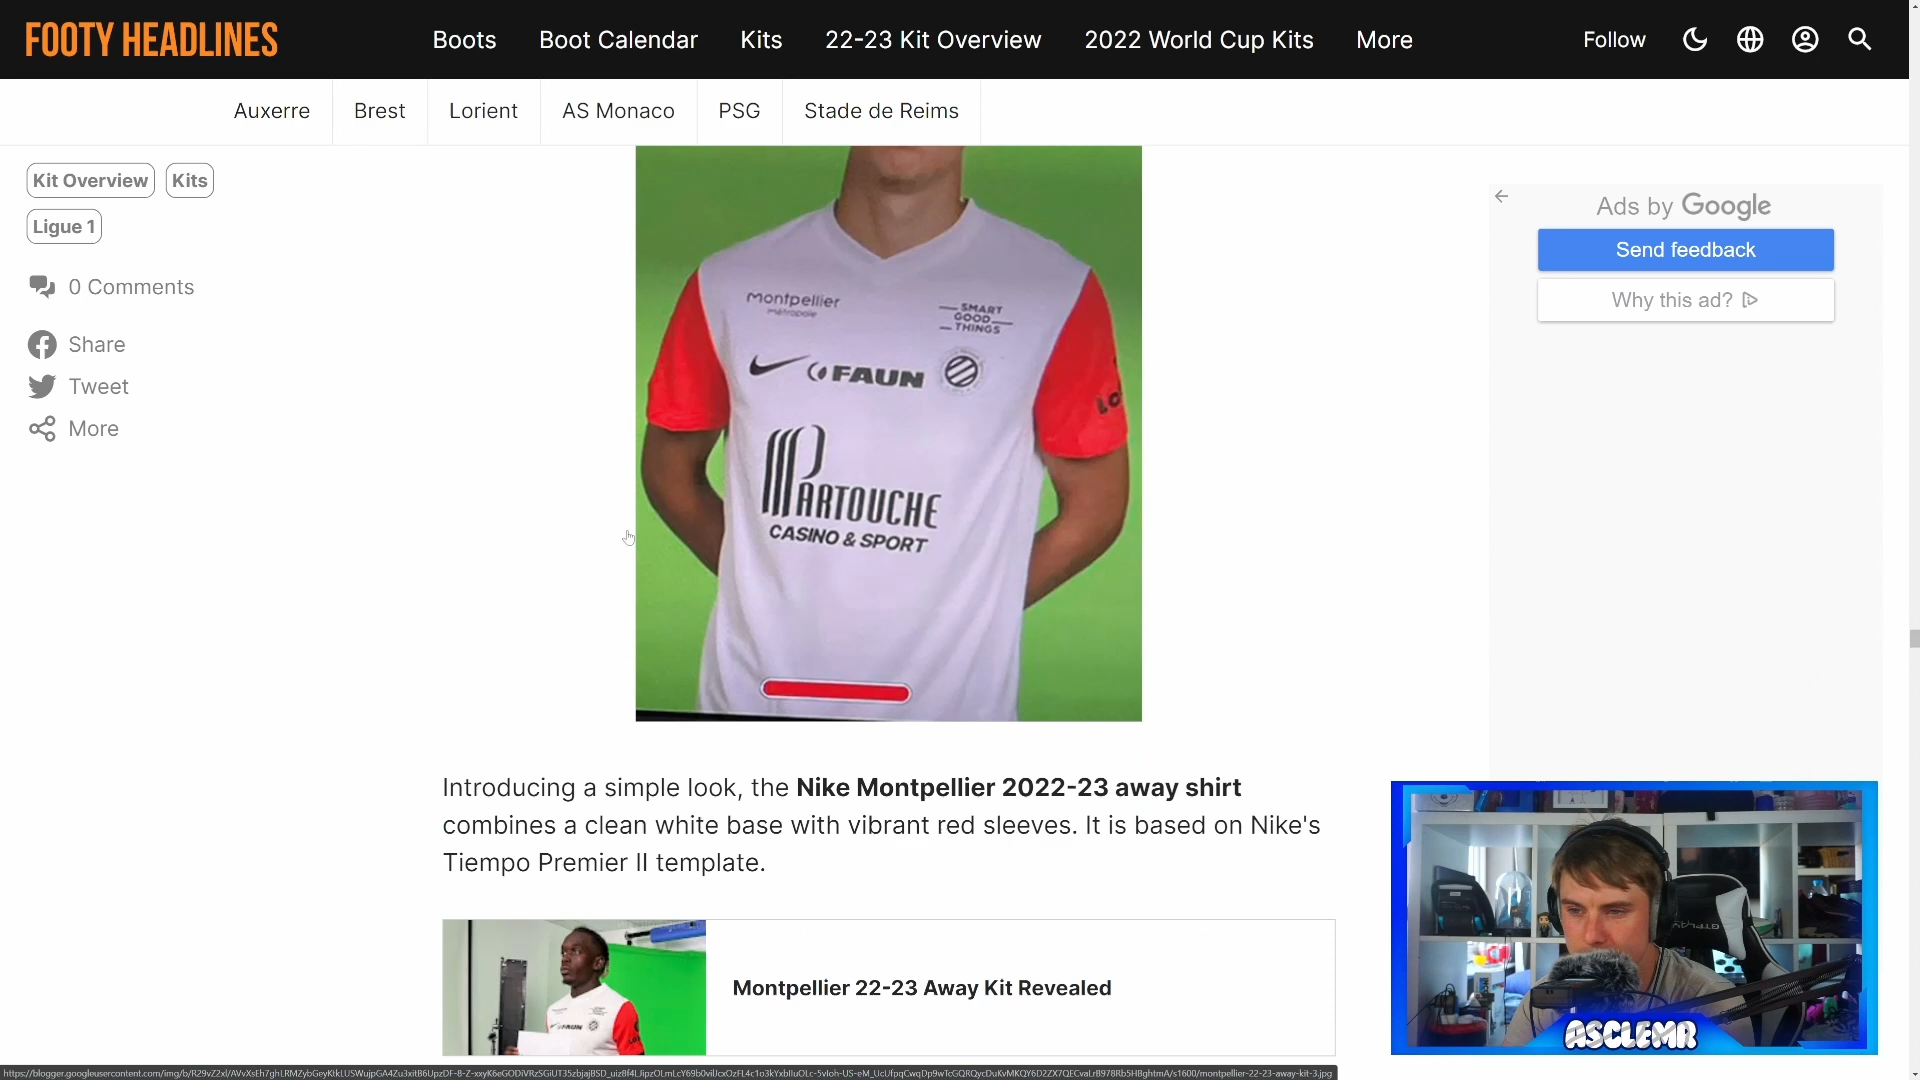 FOOTY HEADLINES
Boots
Boot Calendar
Kits
22-23 Kit Overview
2022 World Cup Kits
More
Follow
Auxerre
Brest
Lorient
AS Monaco
PSG
Stade de Reims
Kit Overview
Kits
Ligue 1
0 Comments
Share
Tweet
More
Montpellier
Métropole
SMART
GOOD
THINGS
FAUN
PARTOUCHE
CASINO & SPORT
Ads by Google
Send feedback
Why this ad?
Introducing a simple look, the Nike Montpellier 2022-23 away shirt
combines a clean white base with vibrant red sleeves. It is based on Nike's
Tiempo Premier II template.
FAUN
Montpellier 22-23 Away Kit Revealed
ASCLEMR